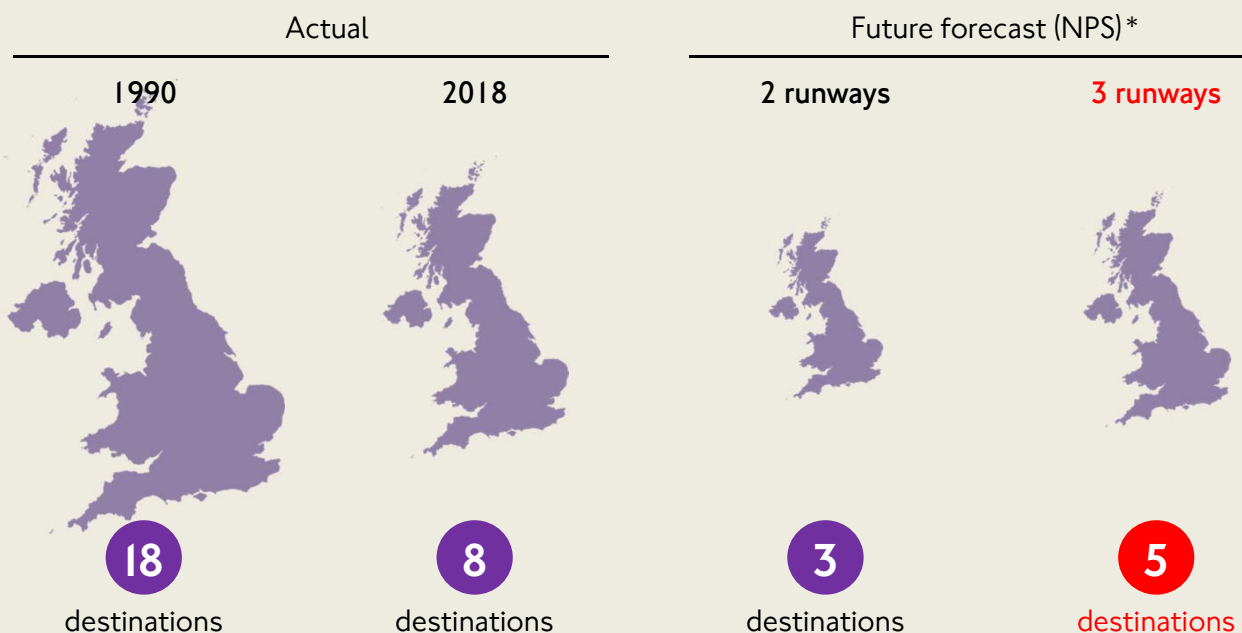 Actual
Future forecast (NPS)*
1990
2018
2 runways
3 runways
18
8
3
5
destinations
destinations
destinations
destinations